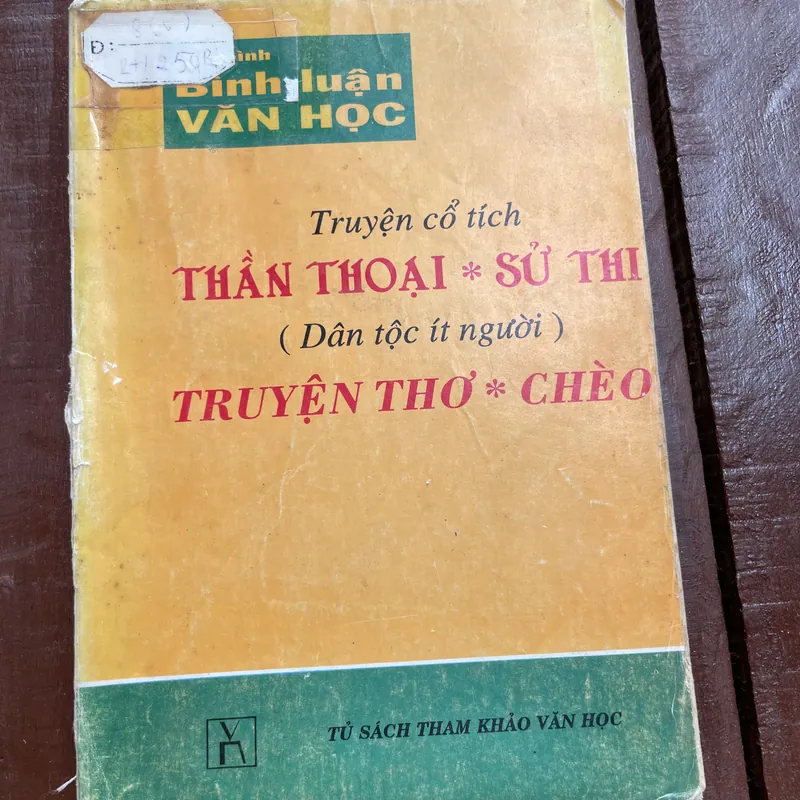 Đ:
ình
Bình luận
VĂN HỌC
Truyện cổ tích
THẦN THOẠI * SỬ THI
( Dân tộc ít người )
TRUYỆN THƠ * CHÈO
TỦ SÁCH THAM KHẢO VĂN HỌC